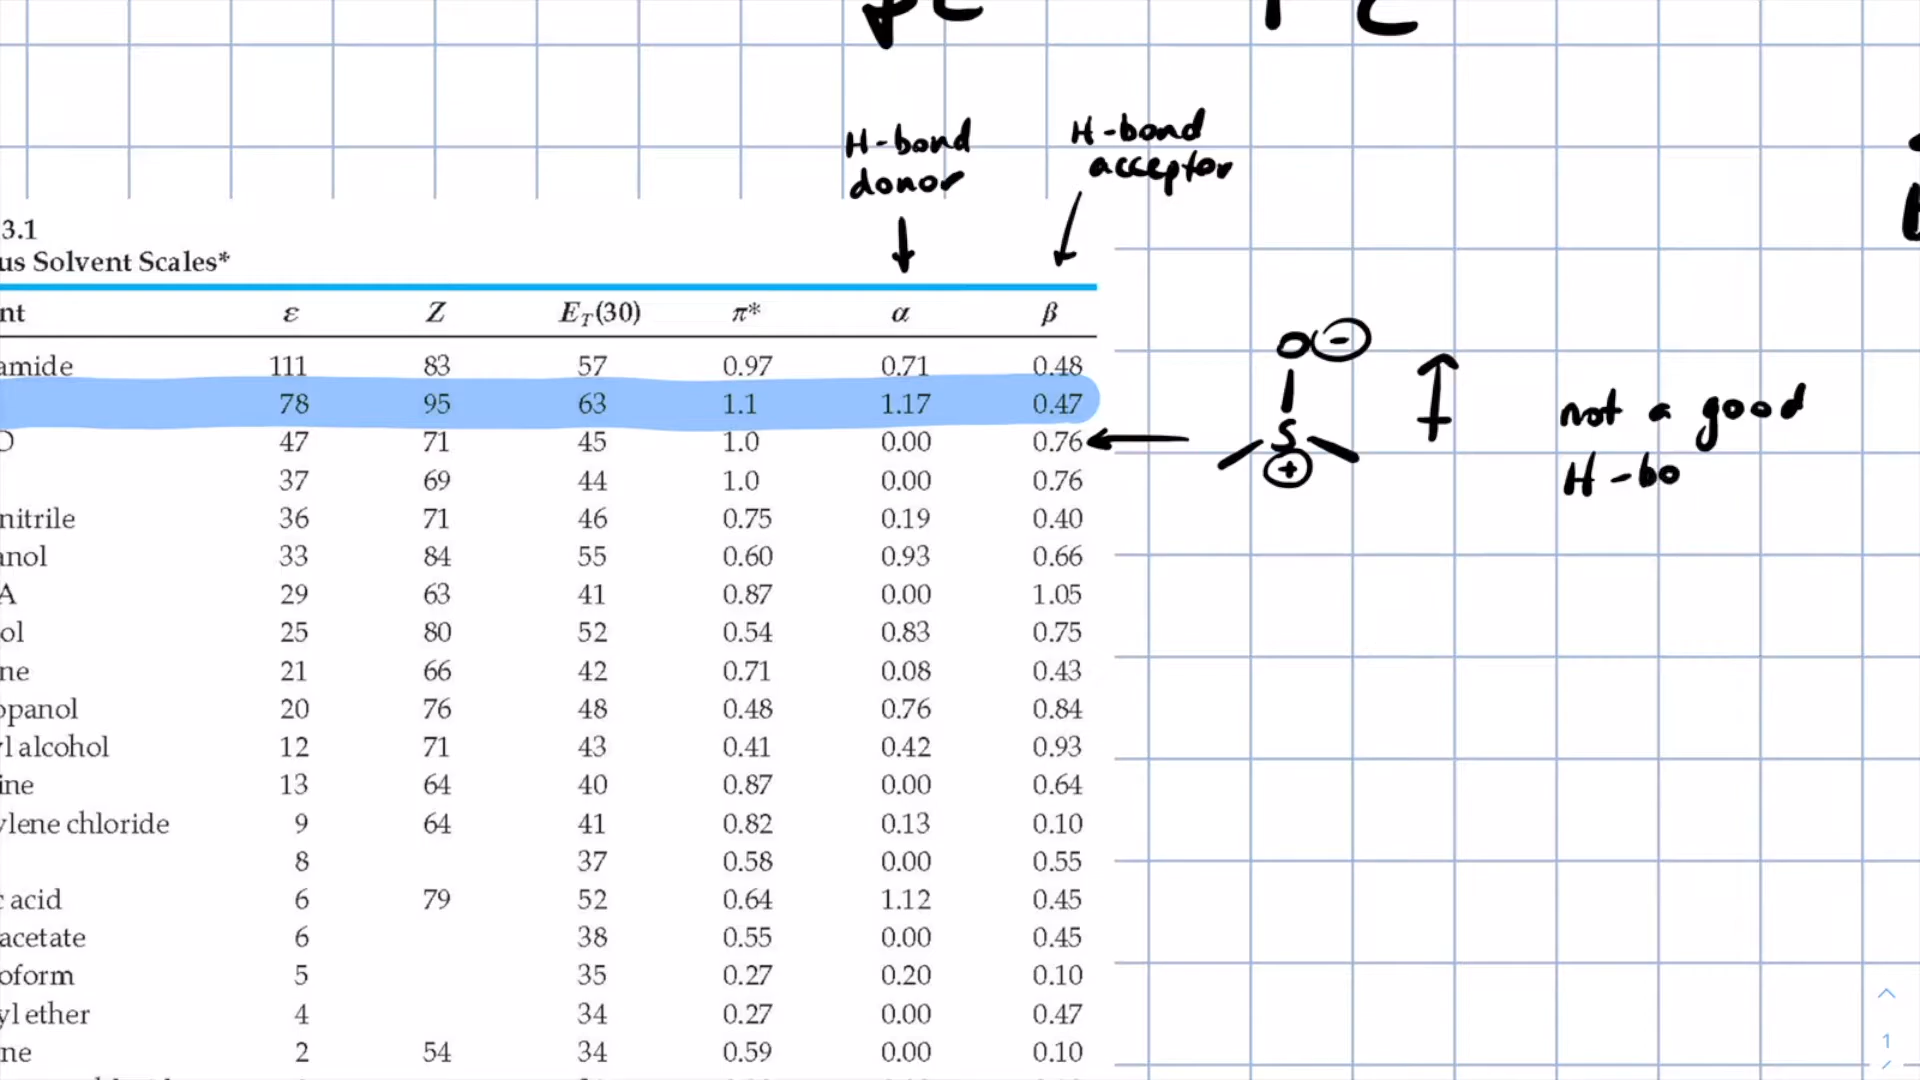 H-bond donor
H-bond acceptor
3.1
us Solvent Scales*
nt ε Z E_T(30) π* α β
amide 111 83 57 0.97 0.71 0.48
78 95 63 1.1 1.17 0.47
O 47 71 45 1.0 0.00 0.76
37 69 44 1.0 0.00 0.76
nitrile 36 71 46 0.75 0.19 0.40
anol 33 84 55 0.60 0.93 0.66
A 29 63 41 0.87 0.00 1.05
ol 25 80 52 0.54 0.83 0.75
ne 21 66 42 0.71 0.08 0.43
opanol 20 76 48 0.48 0.76 0.84
yl alcohol 12 71 43 0.41 0.42 0.93
ine 13 64 40 0.87 0.00 0.64
ylene chloride 9 64 41 0.82 0.13 0.10
8 37 0.58 0.00 0.55
c acid 6 79 52 0.64 1.12 0.45
acetate 6 38 0.55 0.00 0.45
oform 5 35 0.27 0.20 0.10
yl ether 4 34 0.27 0.00 0.47
ne 2 54 34 0.59 0.00 0.10
O -
S
+
not a good
H-bo
1